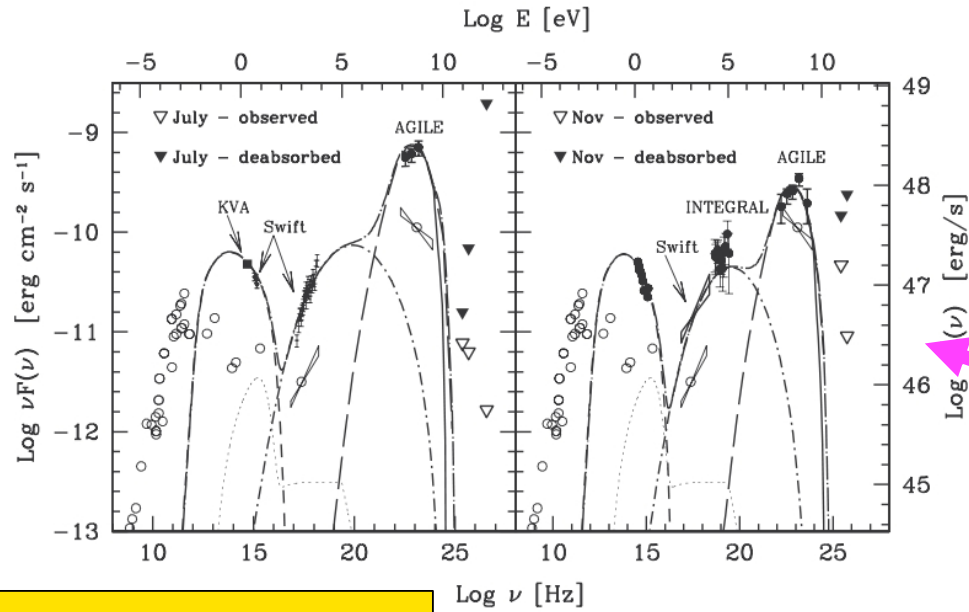 Log E [eV]
-5 0 5 10 -5 0 5 10
▽ July - observed
▼ July - deabsorbed
AGILE
KVA
Swift
▽ Nov - observed
▼ Nov - deabsorbed
AGILE
INTEGRAL
Swift
Log νF(ν) [erg cm⁻² s⁻¹]
-9
-10
-11
-12
-13
49
48
47
46
45
Log (ν) [erg/s]
10 15 20 25 10 15 20 25
Log ν [Hz]